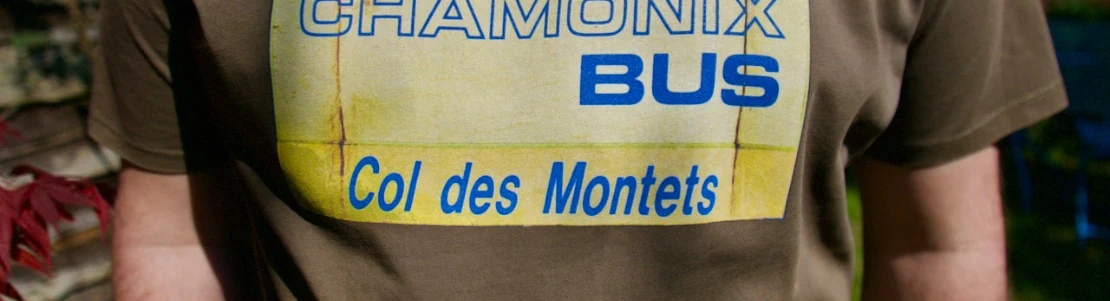 CHAMONIX
BUS
Col des Montets